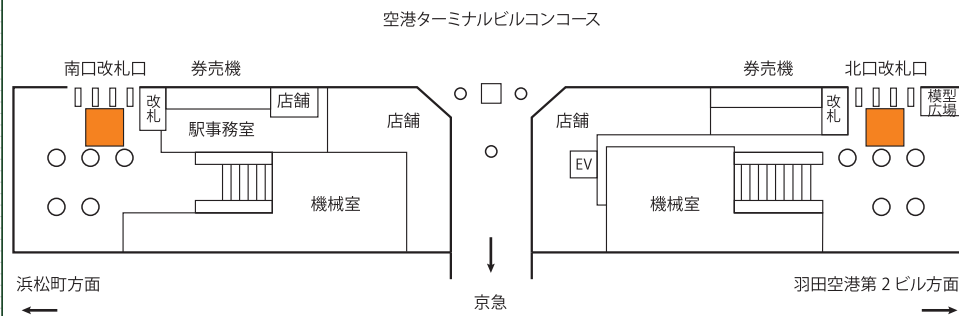 空港ターミナルビルコンコース
南口改札口
券売機
券売機
北口改札口
改札
店舗
駅事務室
店舗
店舗
改札
模型
広場
EV
機械室
機械室
浜松町方面
京急
羽田空港第2ビル方面